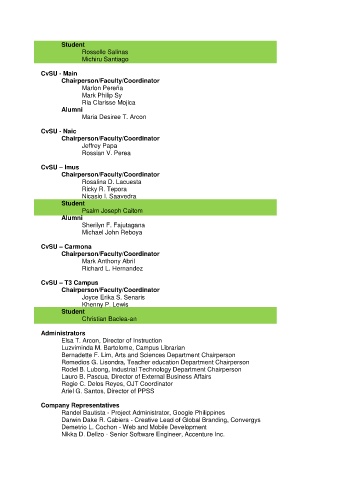 Student
Rosselle Salinas
Michiru Santiago
CvSU - Main
Chairperson/Faculty/Coordinator
Marlon Pereña
Mark Philip Sy
Ria Clarisse Mojica
Alumni
Maria Desiree T. Arcon
CvSU - Naic
Chairperson/Faculty/Coordinator
Jeffrey Papa
Rossian V. Perea
CvSU – Imus
Chairperson/Faculty/Coordinator
Rosalina D. Lacuesta
Ricky R. Tepora
Nicasio I. Saavedra
Student
Psalm Joseph Caitom
Alumni
Sherilyn F. Fajutagana
Michael John Reboya
CvSU – Carmona
Chairperson/Faculty/Coordinator
Mark Anthony Abril
Richard L. Hernandez
CvSU – T3 Campus
Chairperson/Faculty/Coordinator
Joyce Erika S. Senaris
Khenny P. Lewis
Student
Christian Baclea-an
Administrators
Elsa T. Arcon, Director of Instruction
Luzviminda M. Bartolome, Campus Librarian
Bernadette F. Lim, Arts and Sciences Department Chairperson
Remedios G. Lisondra, Teacher education Department Chairperson
Rodel B. Lubong, Industrial Technology Department Chairperson
Lauro B. Pascua, Director of External Business Affairs
Regie C. Delos Reyes, OJT Coordinator
Ariel G. Santos, Director of PPSS
Company Representatives
Randel Bautista - Project Administrator, Google Philippines
Darwin Dake R. Cabiers - Creative Lead of Global Branding, Convergys
Demetrio L. Cochon - Web and Mobile Development
Nikka D. Delizo - Senior Software Engineer, Accenture Inc.